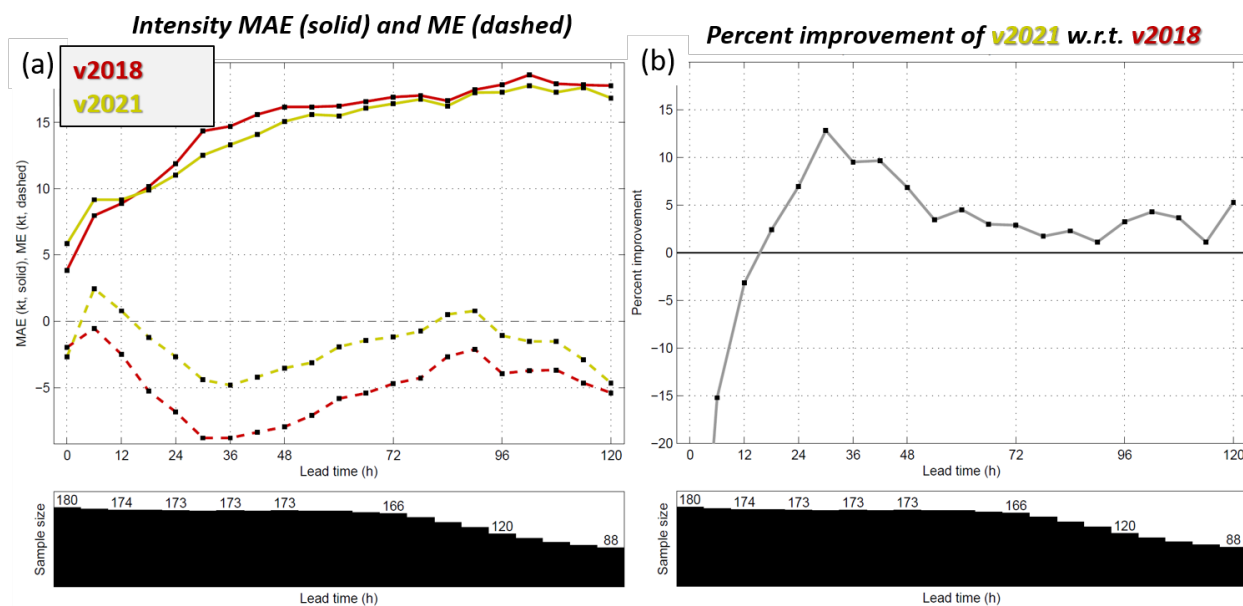 Intensity MAE (solid) and ME (dashed)
(a)
v2018
v2021
15
10
5
0
−5
MAE (kt, solid), ME (kt, dashed)
0 12 24 36 48 72 96 120
Lead time (h)
180 174 173 173 173 166 120 88
Sample size
Lead time (h)
Percent improvement of v2021 w.r.t. v2018
(b)
15
10
5
0
−5
−10
−15
−20
Percent improvement
0 12 24 36 48 72 96 120
Lead time (h)
180 174 173 173 173 166 120 88
Sample size
Lead time (h)